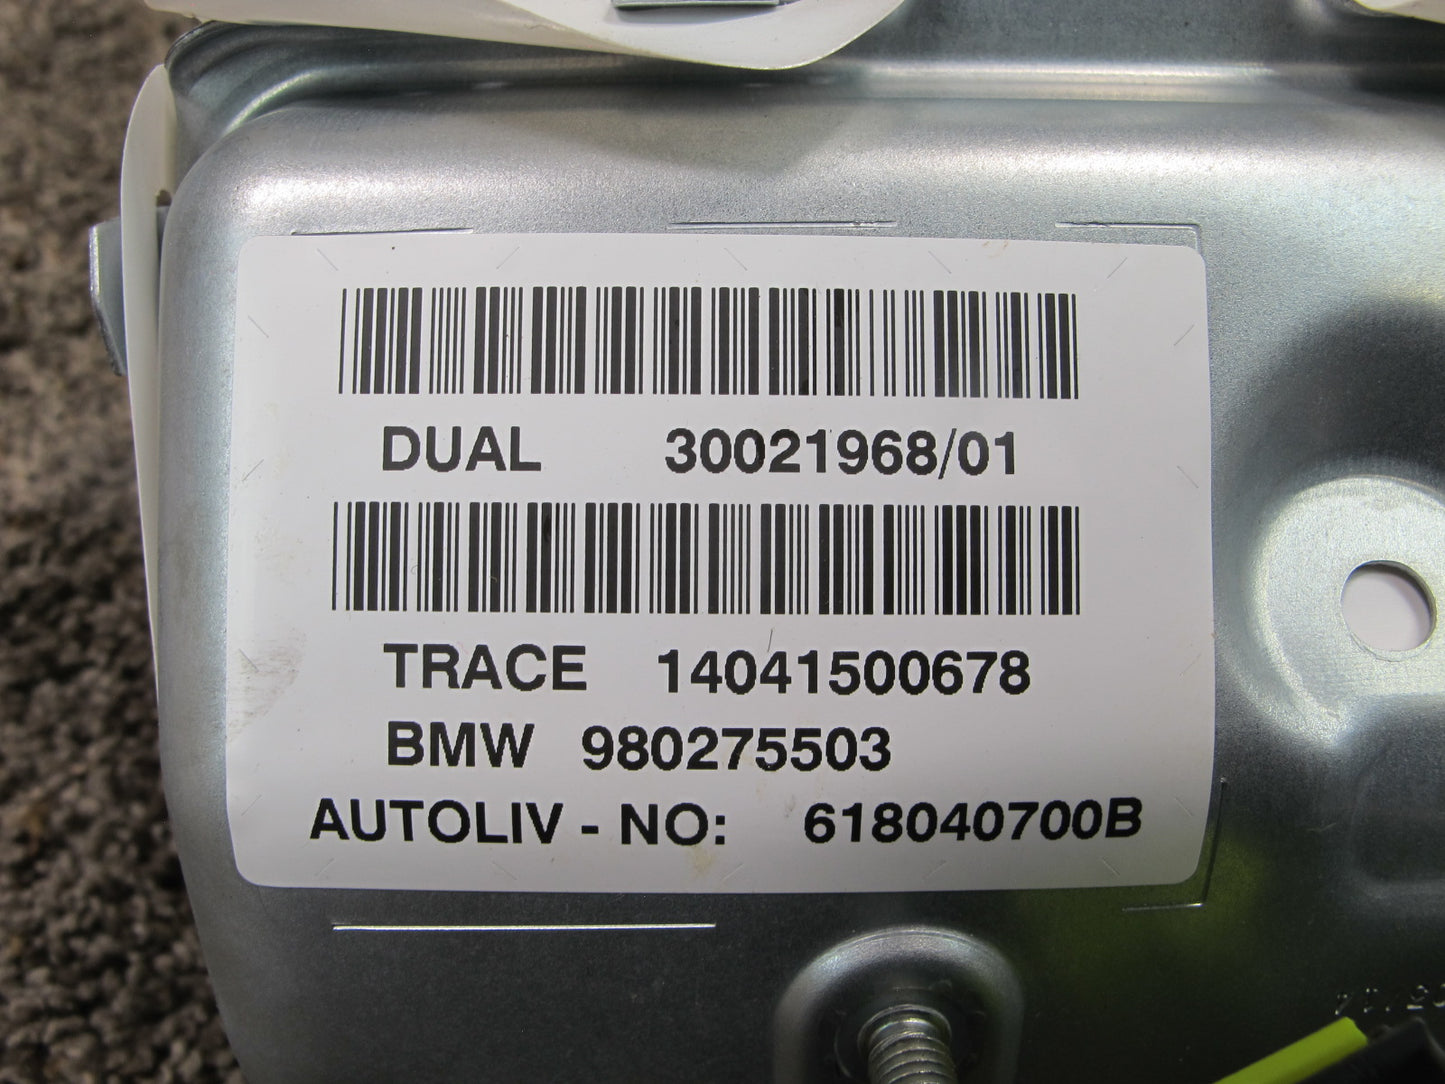 DUAL 30021968/01
TRACE 14041500678
BMW 980275503
AUTOLIV - NO: 618040700B